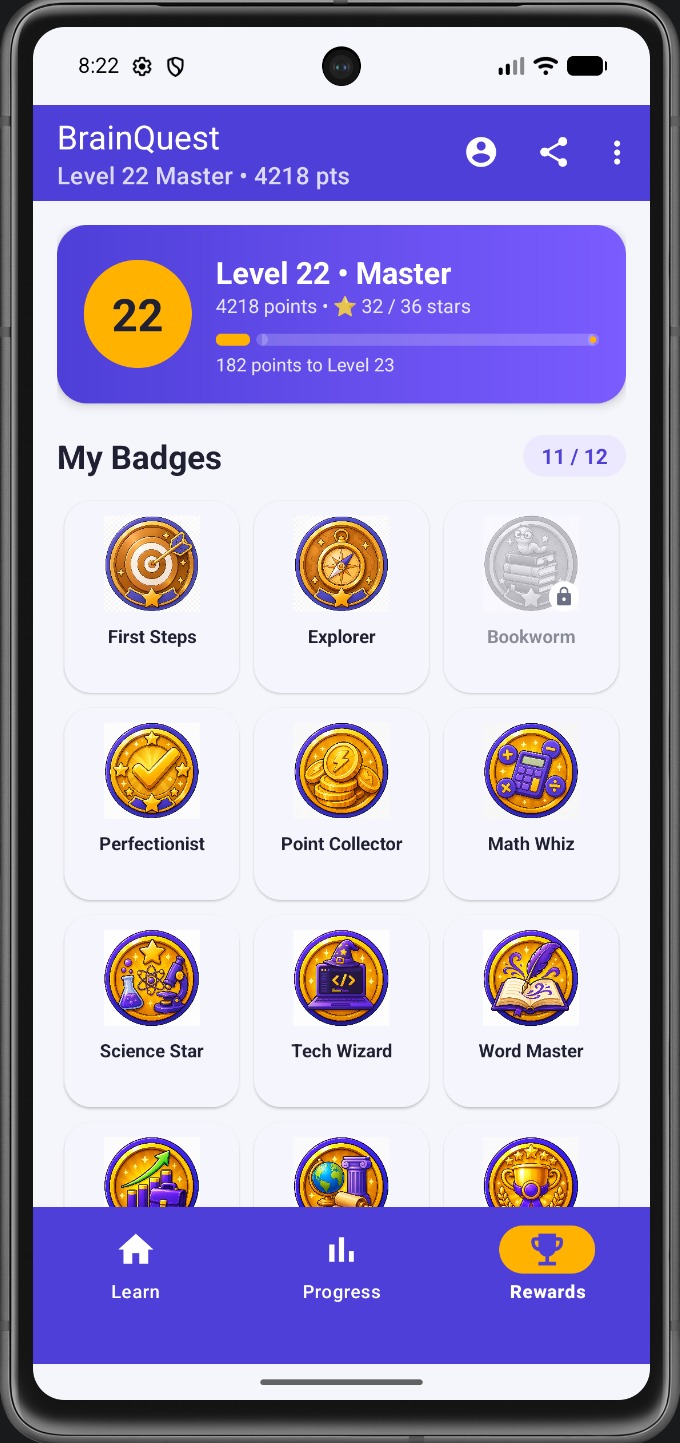 8:22
BrainQuest
Level 22 Master • 4218 pts
22
Level 22 • Master
4218 points • ⭐ 32 / 36 stars
182 points to Level 23
My Badges
11 / 12
First Steps
Explorer
Bookworm
Perfectionist
Point Collector
Math Whiz
</>
Science Star
Tech Wizard
Word Master
Learn
Progress
Rewards